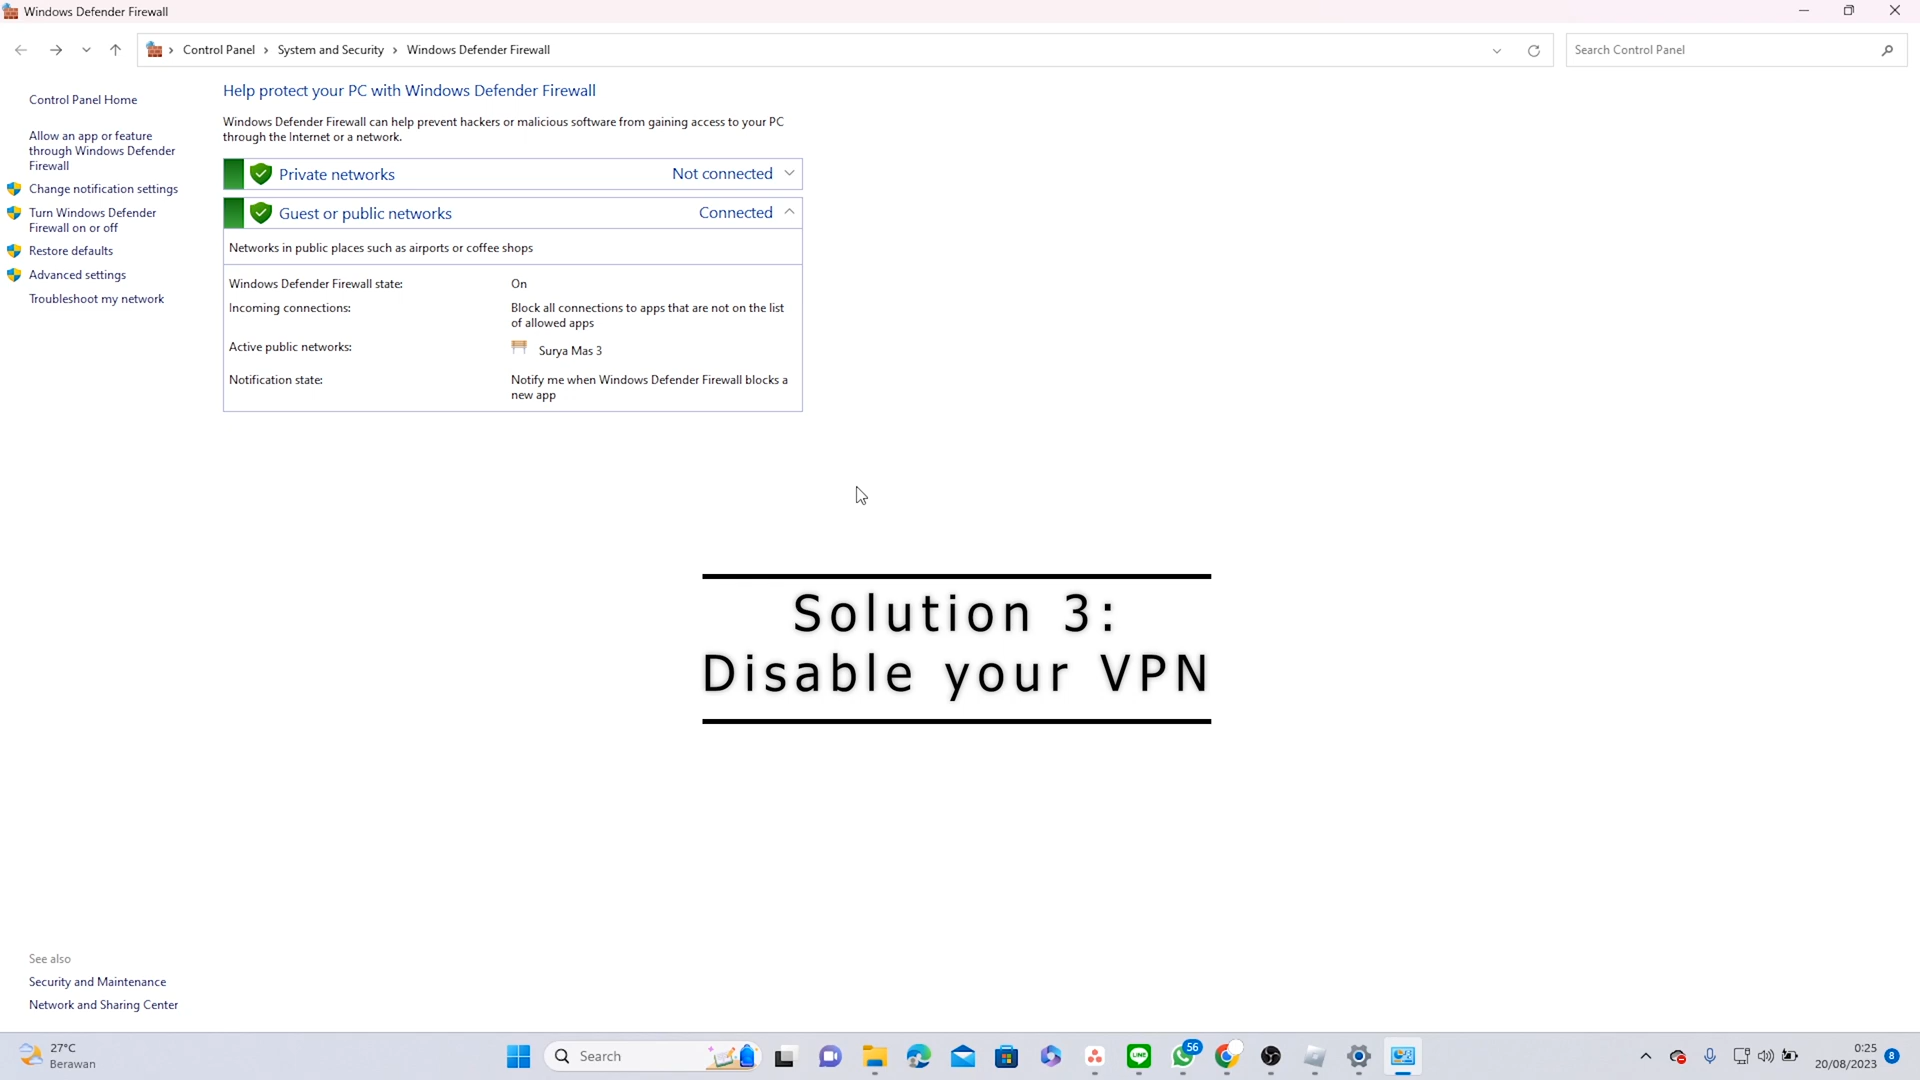 Windows Defender Firewall
Control Panel > System and Security > Windows Defender Firewall
Search Control Panel
Control Panel Home
Allow an app or feature
through Windows Defender
Firewall
Change notification settings
Turn Windows Defender
Firewall on or off
Restore defaults
Advanced settings
Troubleshoot my network
Help protect your PC with Windows Defender Firewall
Windows Defender Firewall can help prevent hackers or malicious software from gaining access to your PC
through the Internet or a network.
Private networks Not connected
Guest or public networks Connected
Networks in public places such as airports or coffee shops
Windows Defender Firewall state: On
Incoming connections: Block all connections to apps that are not on the list
of allowed apps
Active public networks: Surya Mas 3
Notification state: Notify me when Windows Defender Firewall blocks a
new app
Solution 3:
Disable your VPN
See also
Security and Maintenance
Network and Sharing Center
27°C
Berawan
Search
LINE
56
0:25
20/08/2023
8